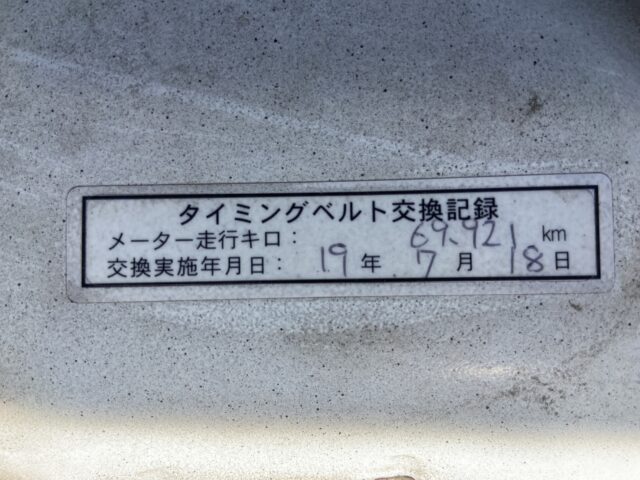 タイミングベルト交換記録
メーター走行キロ： 69.921 km
交換実施年月日： 19 年 7 月 18 日